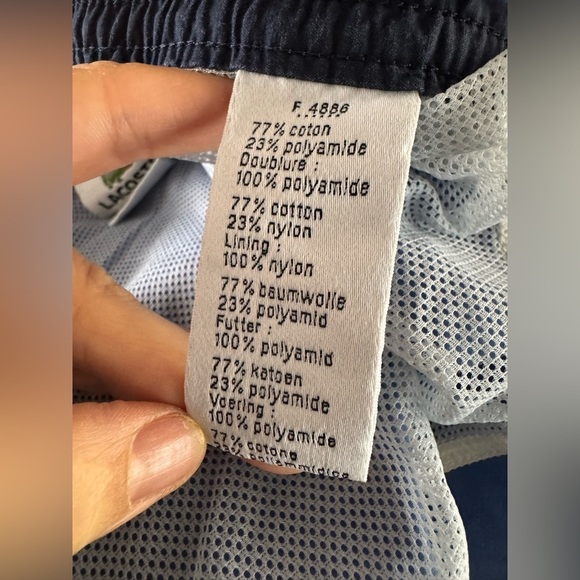 F 4886
77% coton
23% polyamide
Doublure :
100% polyamide
77% cotton
23% nylon
Lining :
100% nylon
77% baumwolle
23% polyamid
Futter :
100% polyamid
77% katoen
23% polyamide
Voering :
100% polyamide
77% cotone
LACOSTE